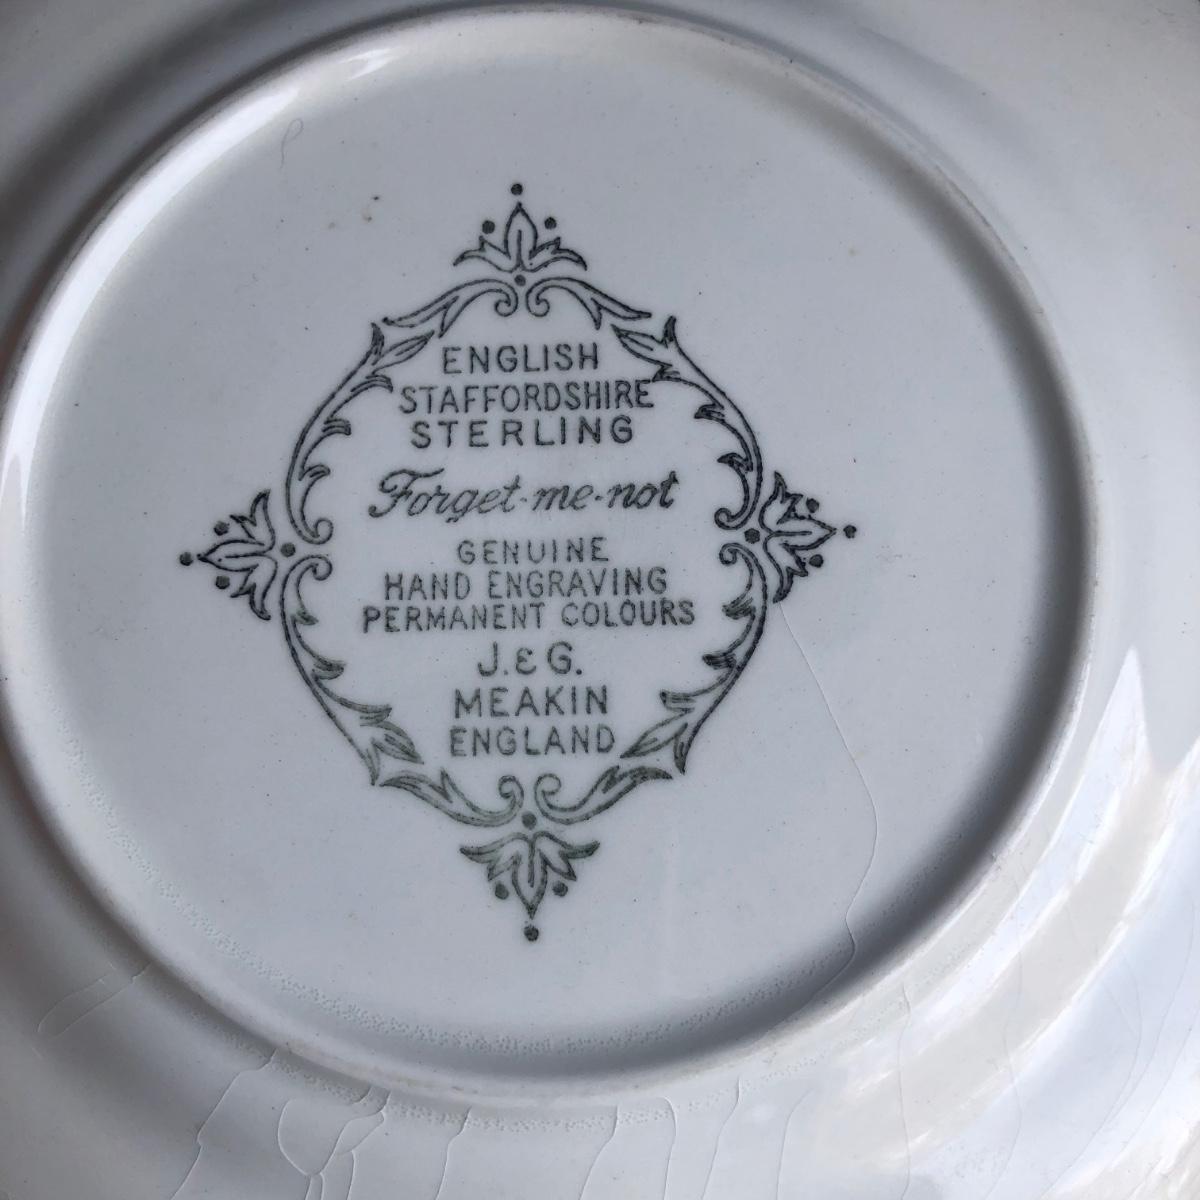 ENGLISH
STAFFORDSHIRE
STERLING
Forget-me-not
GENUINE
HAND ENGRAVING
PERMANENT COLOURS
J. & G.
MEAKIN
ENGLAND